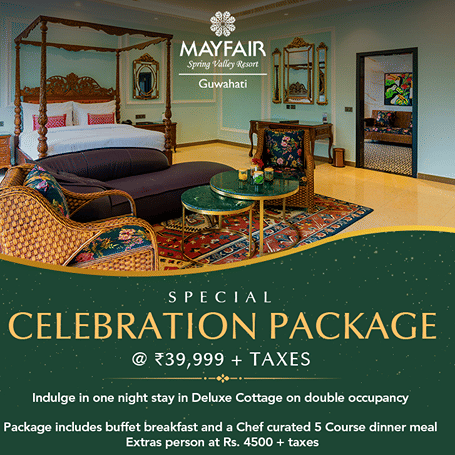 MAYFAIR
Spring Valley Resort
Guwahati
SPECIAL
CELEBRATION PACKAGE
@ ₹39,999 + TAXES
Indulge in one night stay in Deluxe Cottage on double occupancy
Package includes buffet breakfast and a Chef curated 5 Course dinner meal
Extras person at Rs. 4500 + taxes